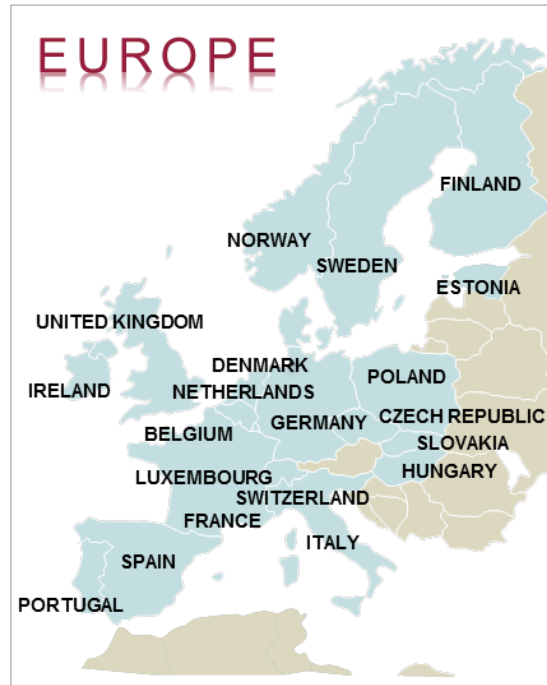 EUROPE
FINLAND
NORWAY
SWEDEN
ESTONIA
UNITED KINGDOM
DENMARK
POLAND
IRELAND
NETHERLANDS
GERMANY
CZECH REPUBLIC
BELGIUM
SLOVAKIA
LUXEMBOURG
HUNGARY
SWITZERLAND
FRANCE
ITALY
SPAIN
PORTUGAL